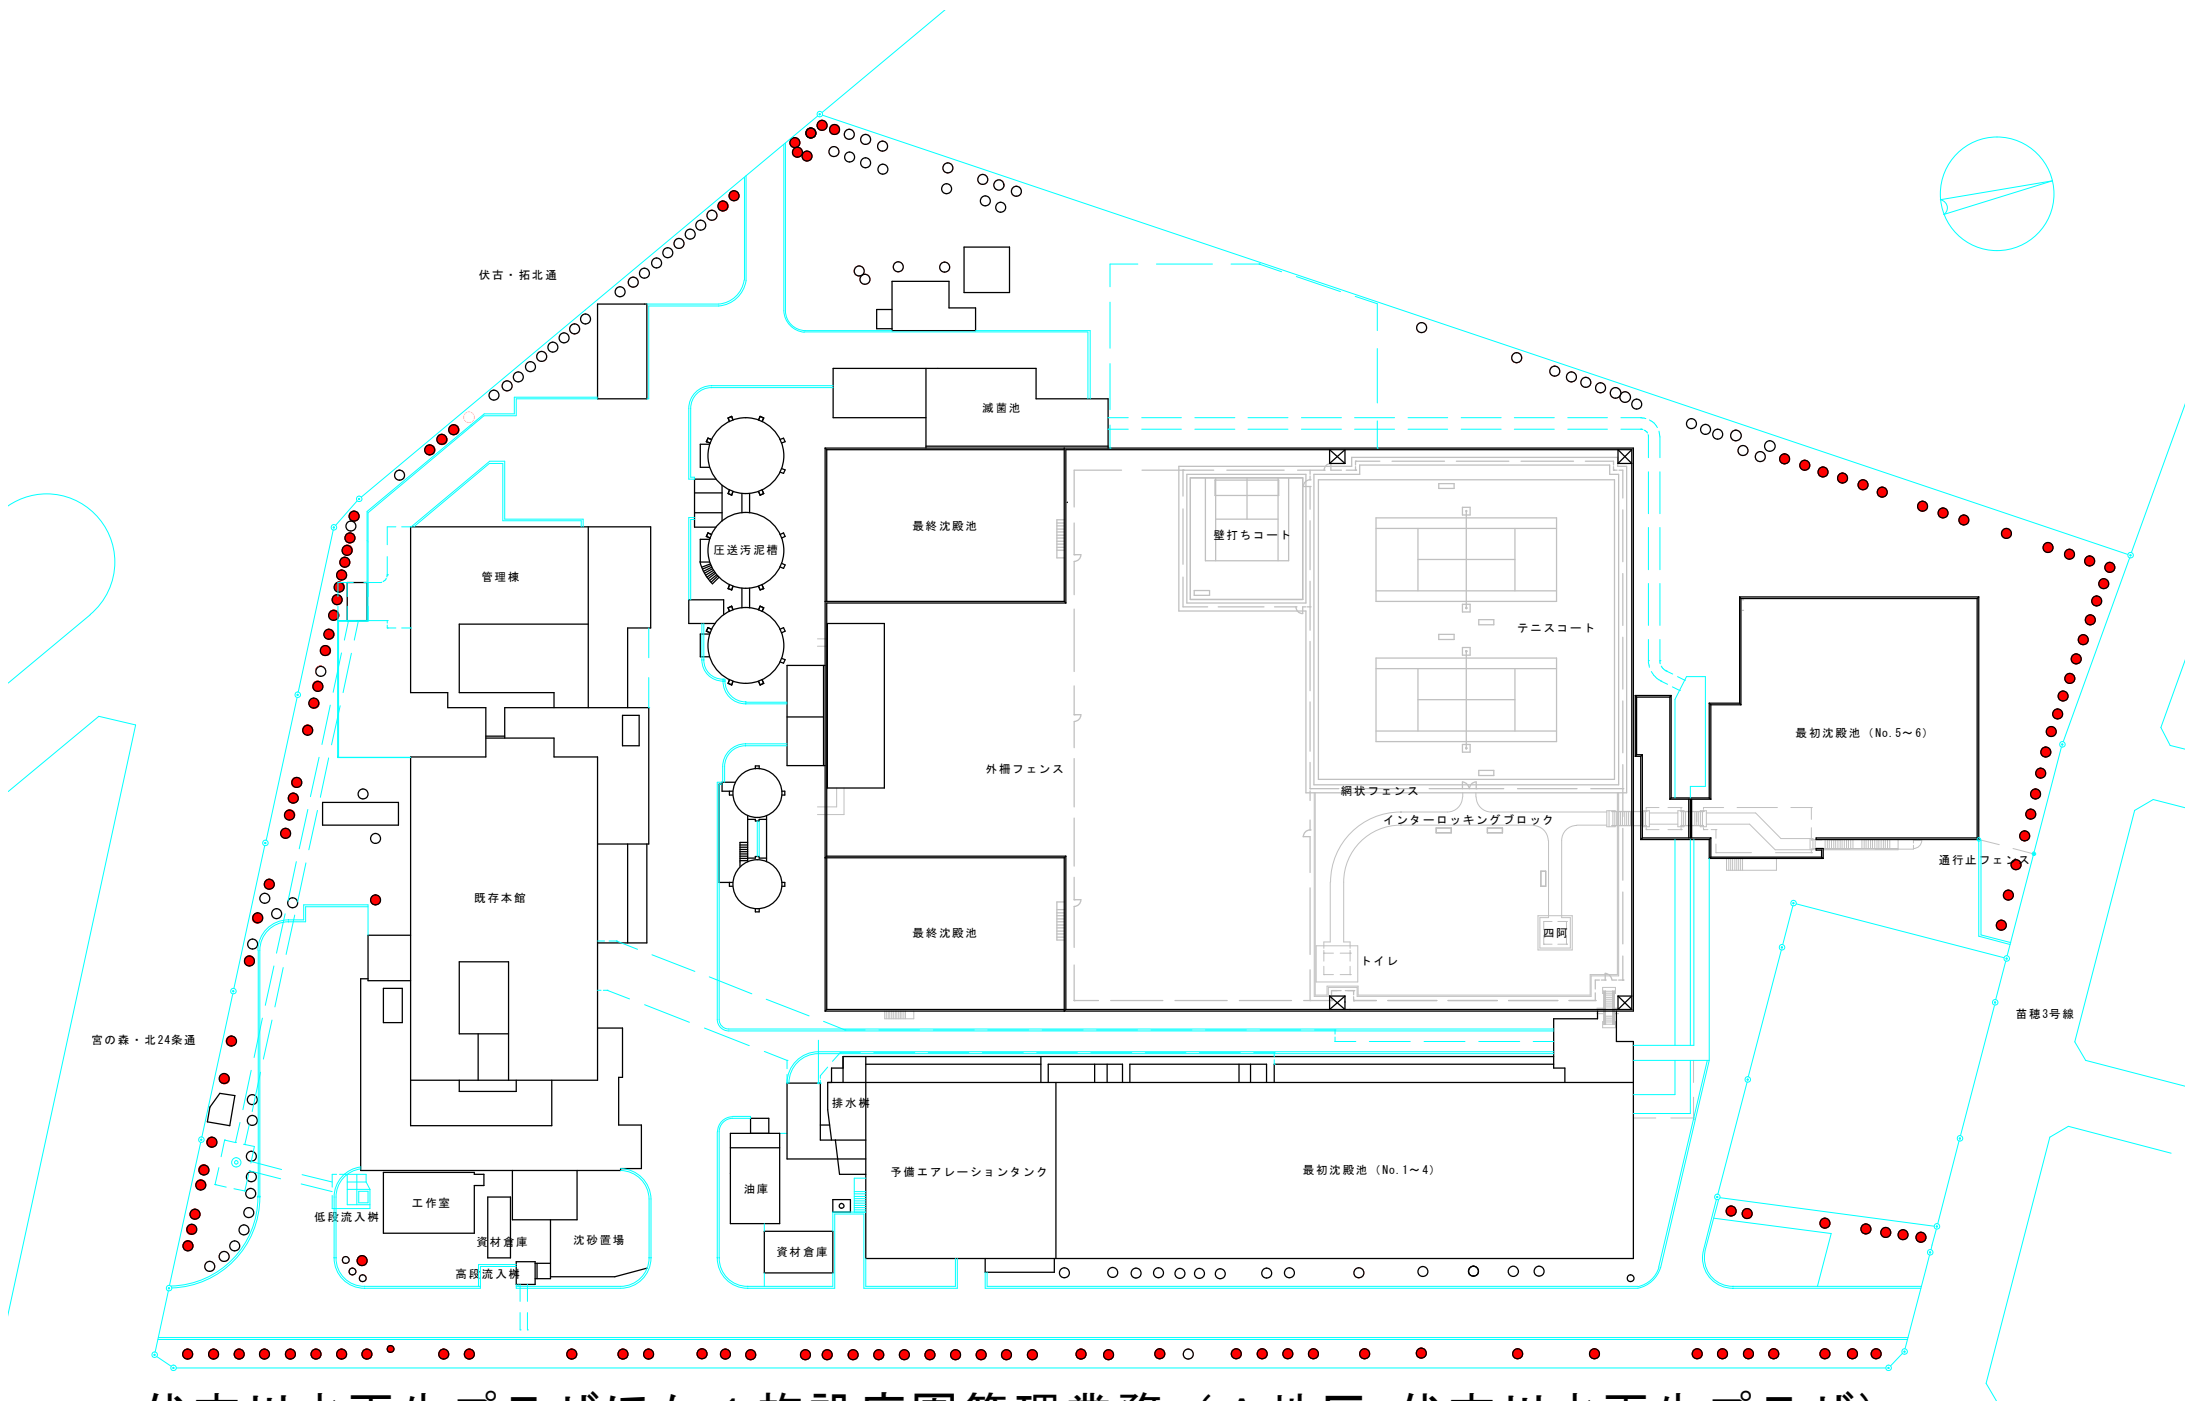 伏古・拓北通
滅菌池
最終沈殿池
壁打ちコート
圧送汚泥槽
管理棟
テニスコート
最初沈殿池（No.5～6）
外柵フェンス
網状フェンス
インターロッキングブロック
通行止フェンス
既存本館
最終沈殿池
四阿
トイレ
苗穂3号線
宮の森・北24条通
排水桝
予備エアレーションタンク
最初沈殿池（No.1～4）
油庫
工作室
低段流入桝
資材倉庫
沈砂置場
資材倉庫
高段流入桝